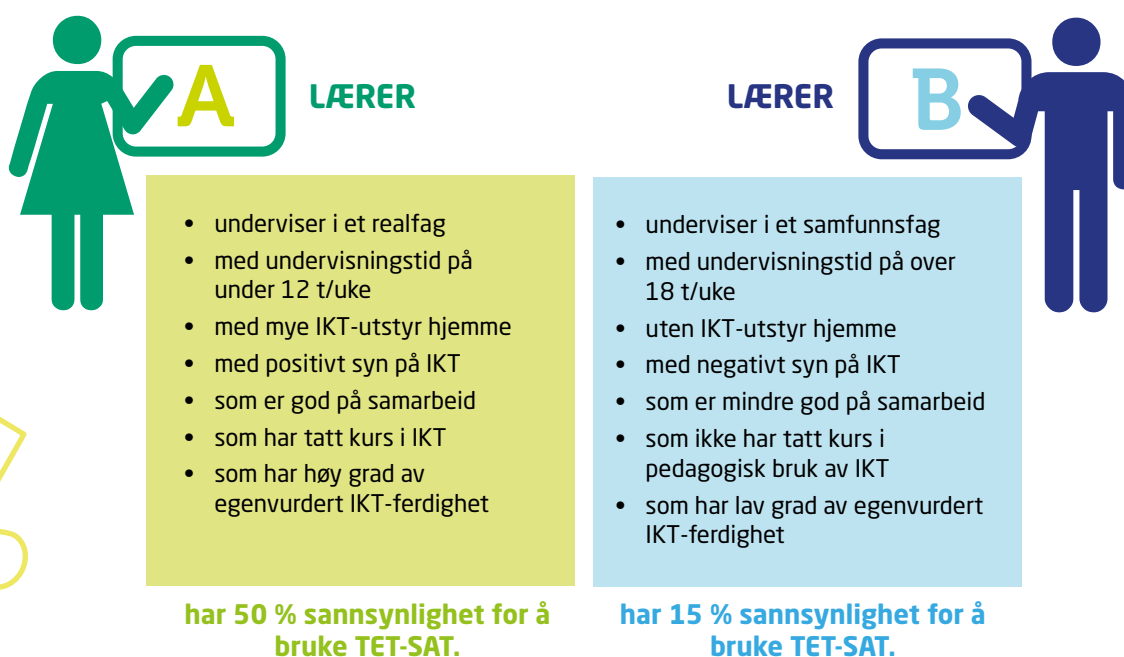 A
LÆRER
• underviser i et realfag
• med undervisningstid på
under 12 t/uke
• med mye IKT-utstyr hjemme
• med positivt syn på IKT
• som er god på samarbeid
• som har tatt kurs i IKT
• som har høy grad av
egenvurdert IKT-ferdighet
har 50 % sannsynlighet for å
bruke TET-SAT.
LÆRER
B
• underviser i et samfunnsfag
• med undervisningstid på over
18 t/uke
• uten IKT-utstyr hjemme
• med negativt syn på IKT
• som er mindre god på samarbeid
• som ikke har tatt kurs i
pedagogisk bruk av IKT
• som har lav grad av egenvurdert
IKT-ferdighet
har 15 % sannsynlighet for å
bruke TET-SAT.